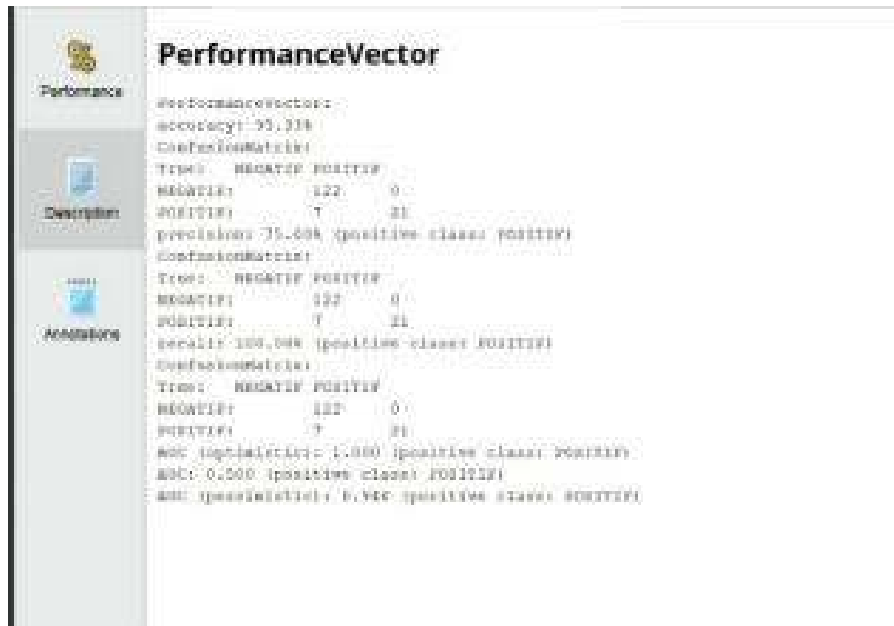 PerformanceVector
Performance
Description
Annotations
PerformanceVector:
accuracy: 95.33%
ConfusionMatrix:
True: NEGATIF POSITIF
NEGATIF: 122 0
POSITIF: 7 21
precision: 75.00% (positive class: POSITIF)
ConfusionMatrix:
True: NEGATIF POSITIF
NEGATIF: 122 0
POSITIF: 7 21
recall: 100.00% (positive class: POSITIF)
ConfusionMatrix:
True: NEGATIF POSITIF
NEGATIF: 122 0
POSITIF: 7 21
AUC (optimistic): 1.000 (positive class: POSITIF)
AUC: 0.500 (positive class: POSITIF)
AUC (pessimistic): (positive class: POSITIF)